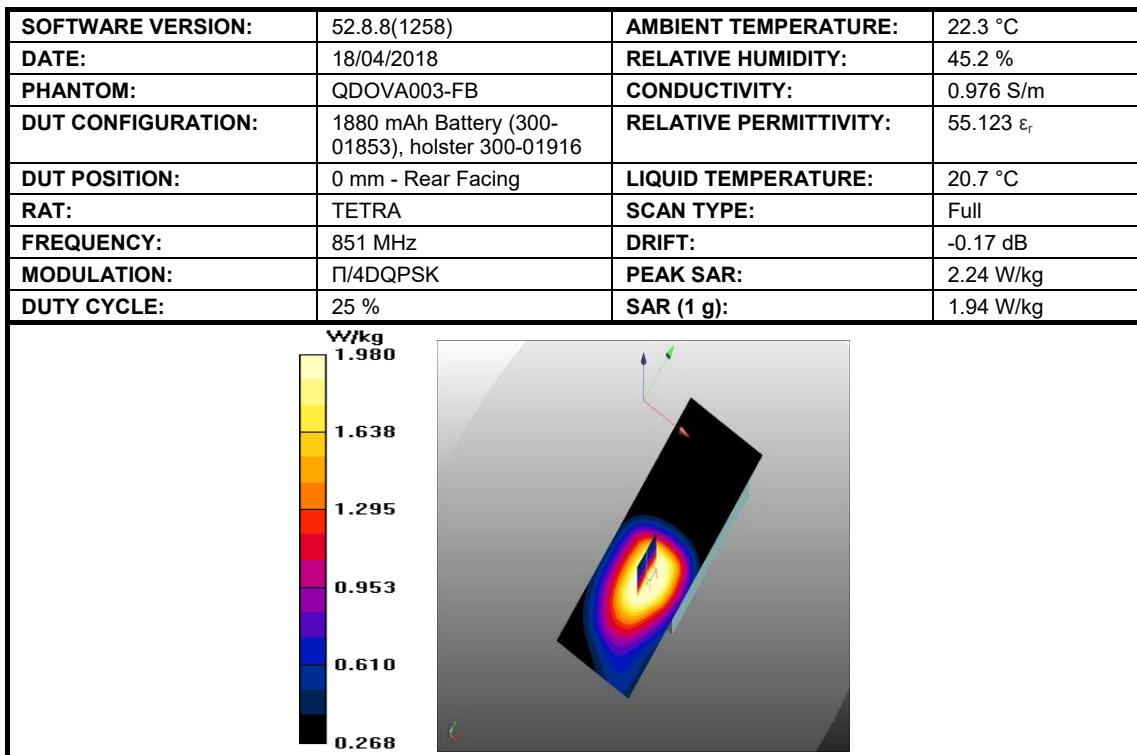 SOFTWARE VERSION: 52.8.8(1258) AMBIENT TEMPERATURE: 22.3 °C
DATE: 18/04/2018 RELATIVE HUMIDITY: 45.2 %
PHANTOM: QDOVA003-FB CONDUCTIVITY: 0.976 S/m
DUT CONFIGURATION: 1880 mAh Battery (300-
01853), holster 300-01916 RELATIVE PERMITTIVITY: 55.123 εr
DUT POSITION: 0 mm - Rear Facing LIQUID TEMPERATURE: 20.7 °C
RAT: TETRA SCAN TYPE: Full
FREQUENCY: 851 MHz DRIFT: -0.17 dB
MODULATION: Π/4DQPSK PEAK SAR: 2.24 W/kg
DUTY CYCLE: 25 % SAR (1 g): 1.94 W/kg
W/kg
1.980
1.638
1.295
0.953
0.610
0.268